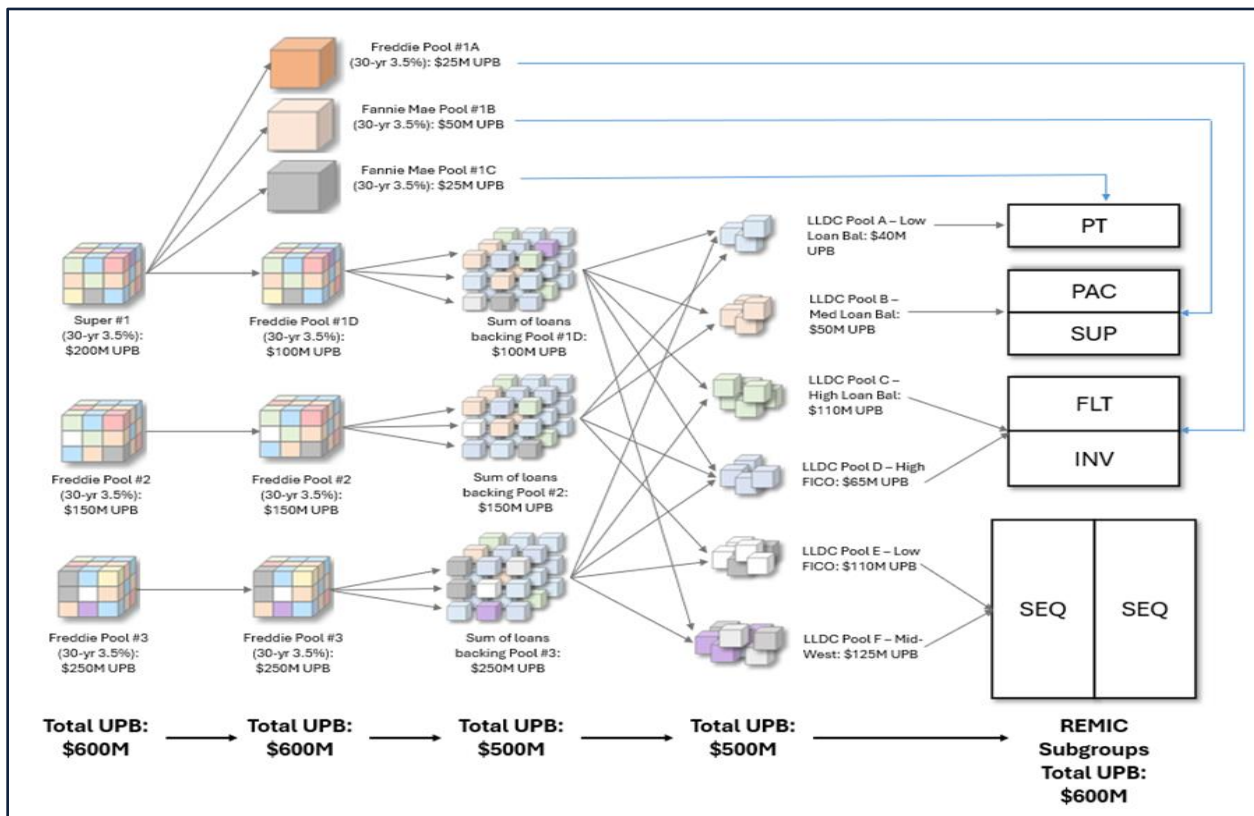 Freddie Pool #1A
(30-yr 3.5%): $25M UPB
Fannie Mae Pool #1B
(30-yr 3.5%): $50M UPB
Fannie Mae Pool #1C
(30-yr 3.5%): $25M UPB
Super #1
(30-yr 3.5%):
$200M UPB
Freddie Pool #1D
(30-yr 3.5%):
$100M UPB
Sum of loans
backing Pool #1D:
$100M UPB
Freddie Pool #2
(30-yr 3.5%):
$150M UPB
Freddie Pool #2
(30-yr 3.5%):
$150M UPB
Sum of loans
backing Pool #2:
$150M UPB
Freddie Pool #3
(30-yr 3.5%):
$250M UPB
Freddie Pool #3
(30-yr 3.5%):
$250M UPB
Sum of loans
backing Pool #3:
$250M UPB
LLDC Pool A – Low
Loan Bal: $40M
UPB
LLDC Pool B –
Med Loan Bal:
$50M UPB
LLDC Pool C –
High Loan Bal:
$110M UPB
LLDC Pool D – High
FICO: $65M UPB
LLDC Pool E – Low
FICO: $110M UPB
LLDC Pool F – Mid-
West: $125M UPB
PT
PAC
SUP
FLT
INV
SEQ
SEQ
Total UPB:
$600M
Total UPB:
$600M
Total UPB:
$500M
Total UPB:
$500M
REMIC
Subgroups
Total UPB:
$600M